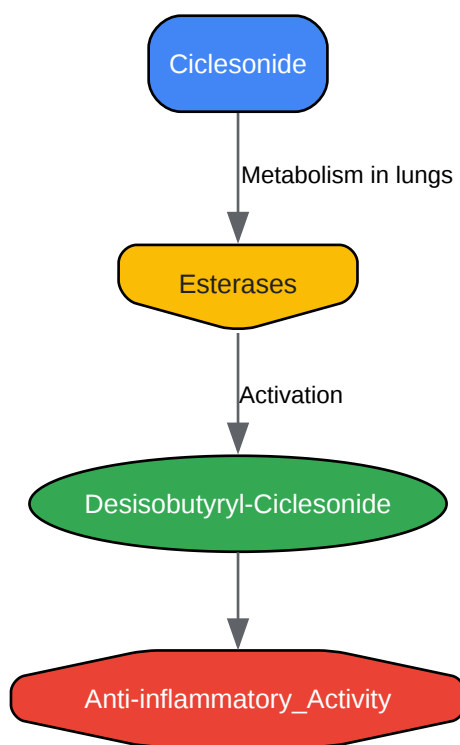 Ciclesonide
Metabolism in lungs
Esterases
Activation
Desisobutyryl-Ciclesonide
Anti-inflammatory_Activity